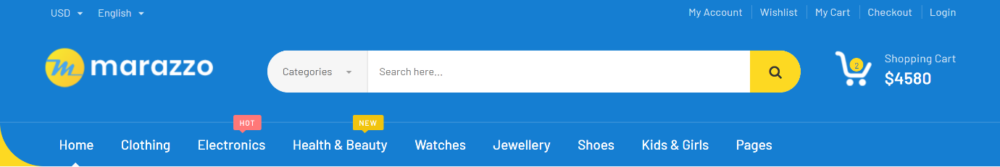 USD English My Account Wishlist My Cart Checkout Login
m marazzo Categories Search here... 2 Shopping Cart
$4580
HOT NEW
Home Clothing Electronics Health & Beauty Watches Jewellery Shoes Kids & Girls Pages